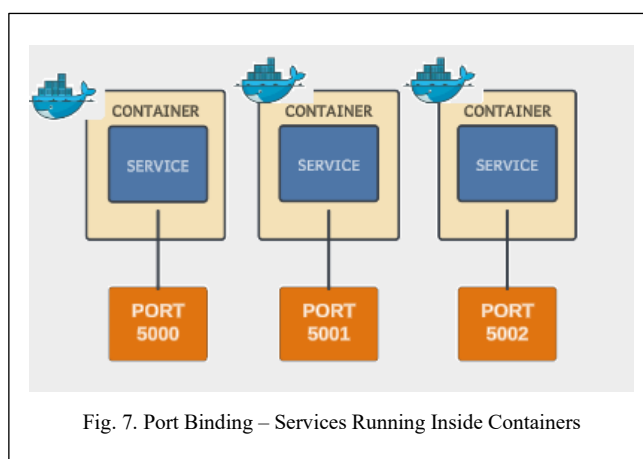 CONTAINER CONTAINER CONTAINER
SERVICE SERVICE SERVICE
PORT PORT PORT
5000 5001 5002
Fig. 7. Port Binding – Services Running Inside Containers